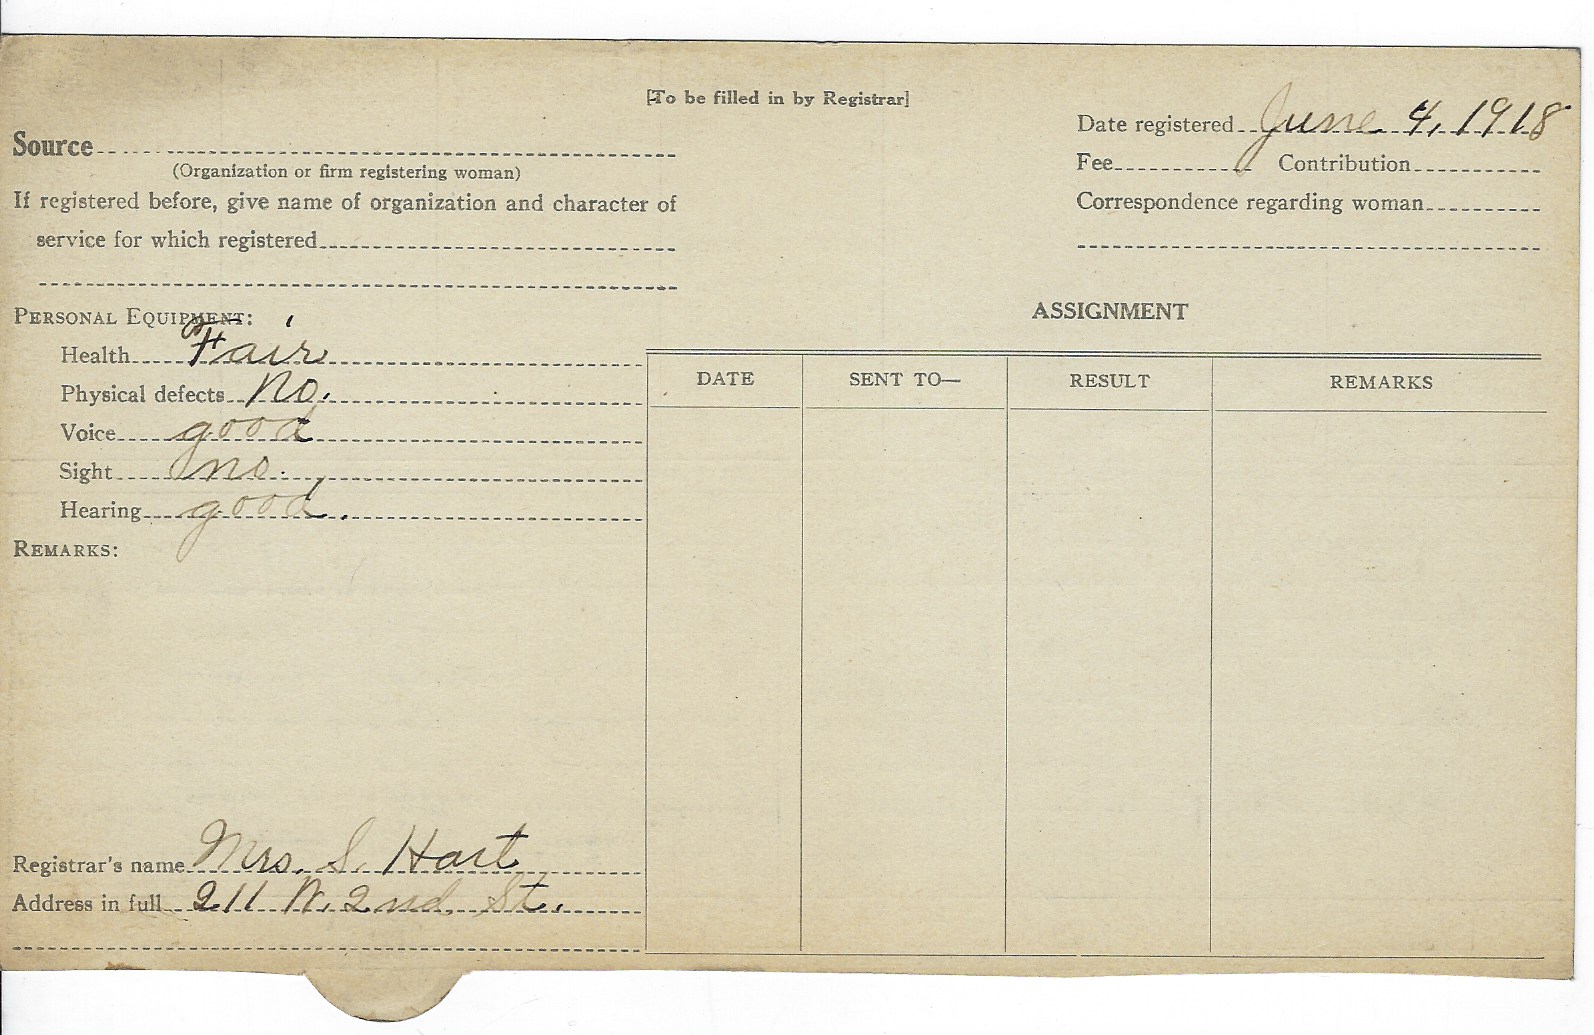 [To be filled in by Registrar]
Date registered June 4, 1918
Source
(Organization or firm registering woman)
Fee Contribution
If registered before, give name of organization and character of
service for which registered
Correspondence regarding woman
PERSONAL EQUIPMENT:
Health Fair
Physical defects no.
Voice good
Sight no.
Hearing good.
REMARKS:
ASSIGNMENT
DATE SENT TO— RESULT REMARKS
Registrar's name Mrs. S. Hart
Address in full 211 N. 2nd St.